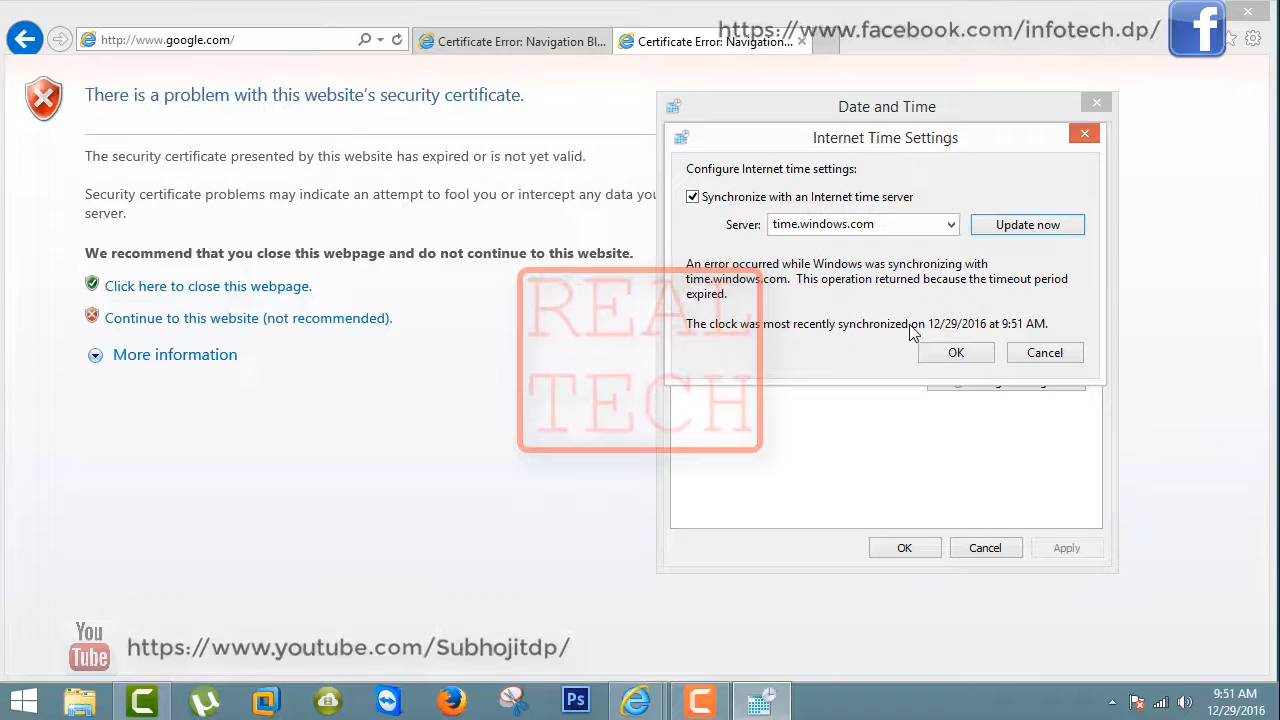 https://www.facebook.com/infotech.dp/
http://www.google.com/
Certificate Error: Navigation Bl...
Certificate Error: Navigation...
There is a problem with this website's security certificate.
The security certificate presented by this website has expired or is not yet valid.
Security certificate problems may indicate an attempt to fool you or intercept any data you
server.
We recommend that you close this webpage and do not continue to this website.
Click here to close this webpage.
Continue to this website (not recommended).
More information
Date and Time
Internet Time Settings
Configure Internet time settings:
Synchronize with an Internet time server
Server: time.windows.com Update now
An error occurred while Windows was synchronizing with
time.windows.com. This operation returned because the timeout period
expired.
The clock was most recently synchronized on 12/29/2016 at 9:51 AM.
OK Cancel
REAL
TECH
OK Cancel Apply
You
Tube
https://www.youtube.com/Subhojitdp/
Ps
9:51 AM
12/29/2016